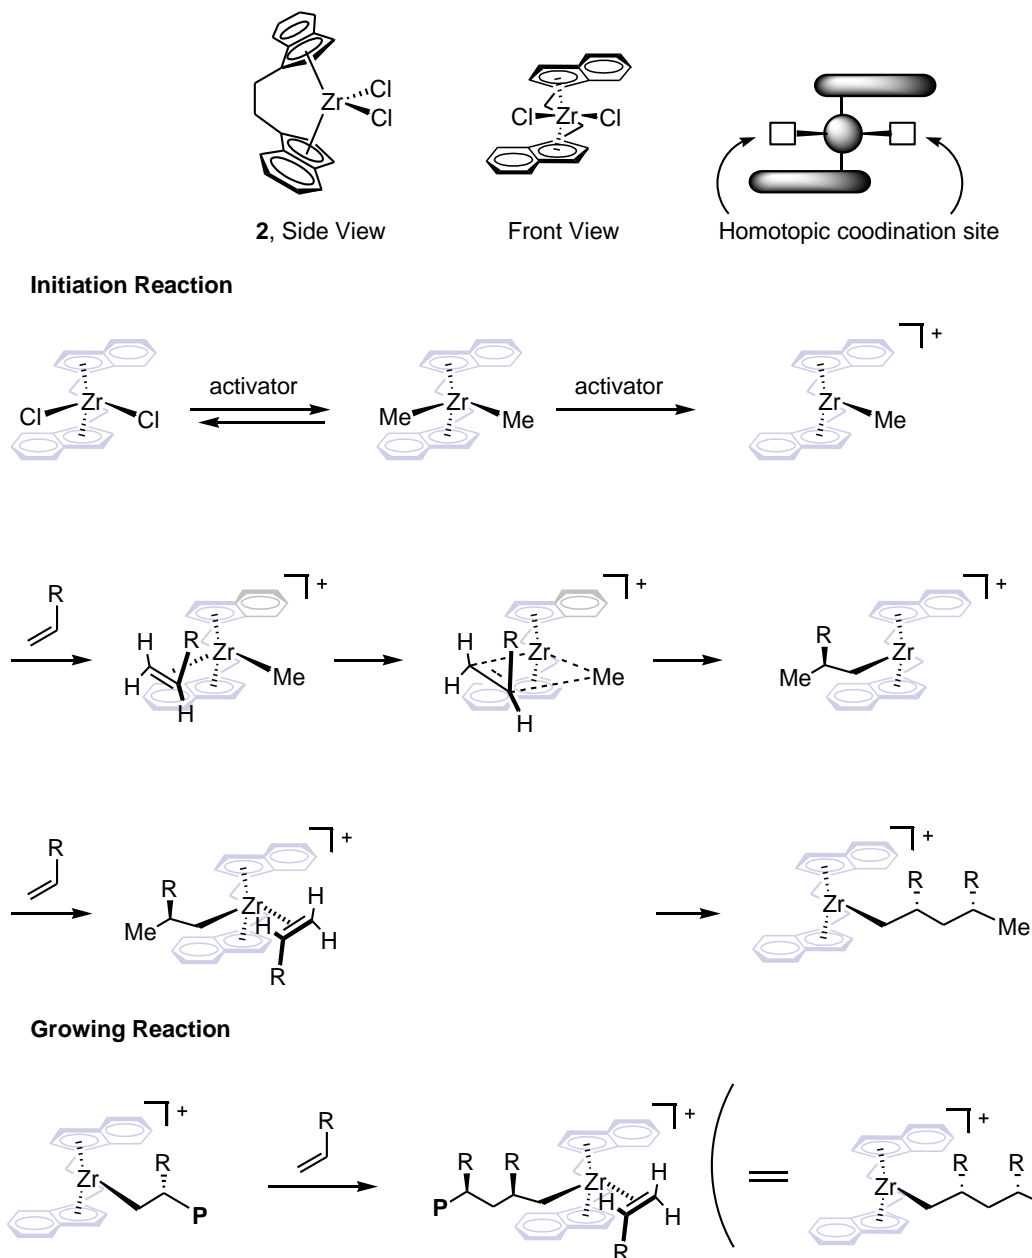 Zr Cl
Cl
Cl Zr Cl
2, Side View Front View Homotopic coodination site
Initiation Reaction
+
Cl Zr Cl activator Me Zr Me activator Zr Me
R + + +
H R Zr Me R Zr Me R Zr
H H H H Me
R + +
R Zr H R R
Me H H Zr Me
R
Growing Reaction
+ + +
R R R H R R
Zr R P Zr H H Zr
P R